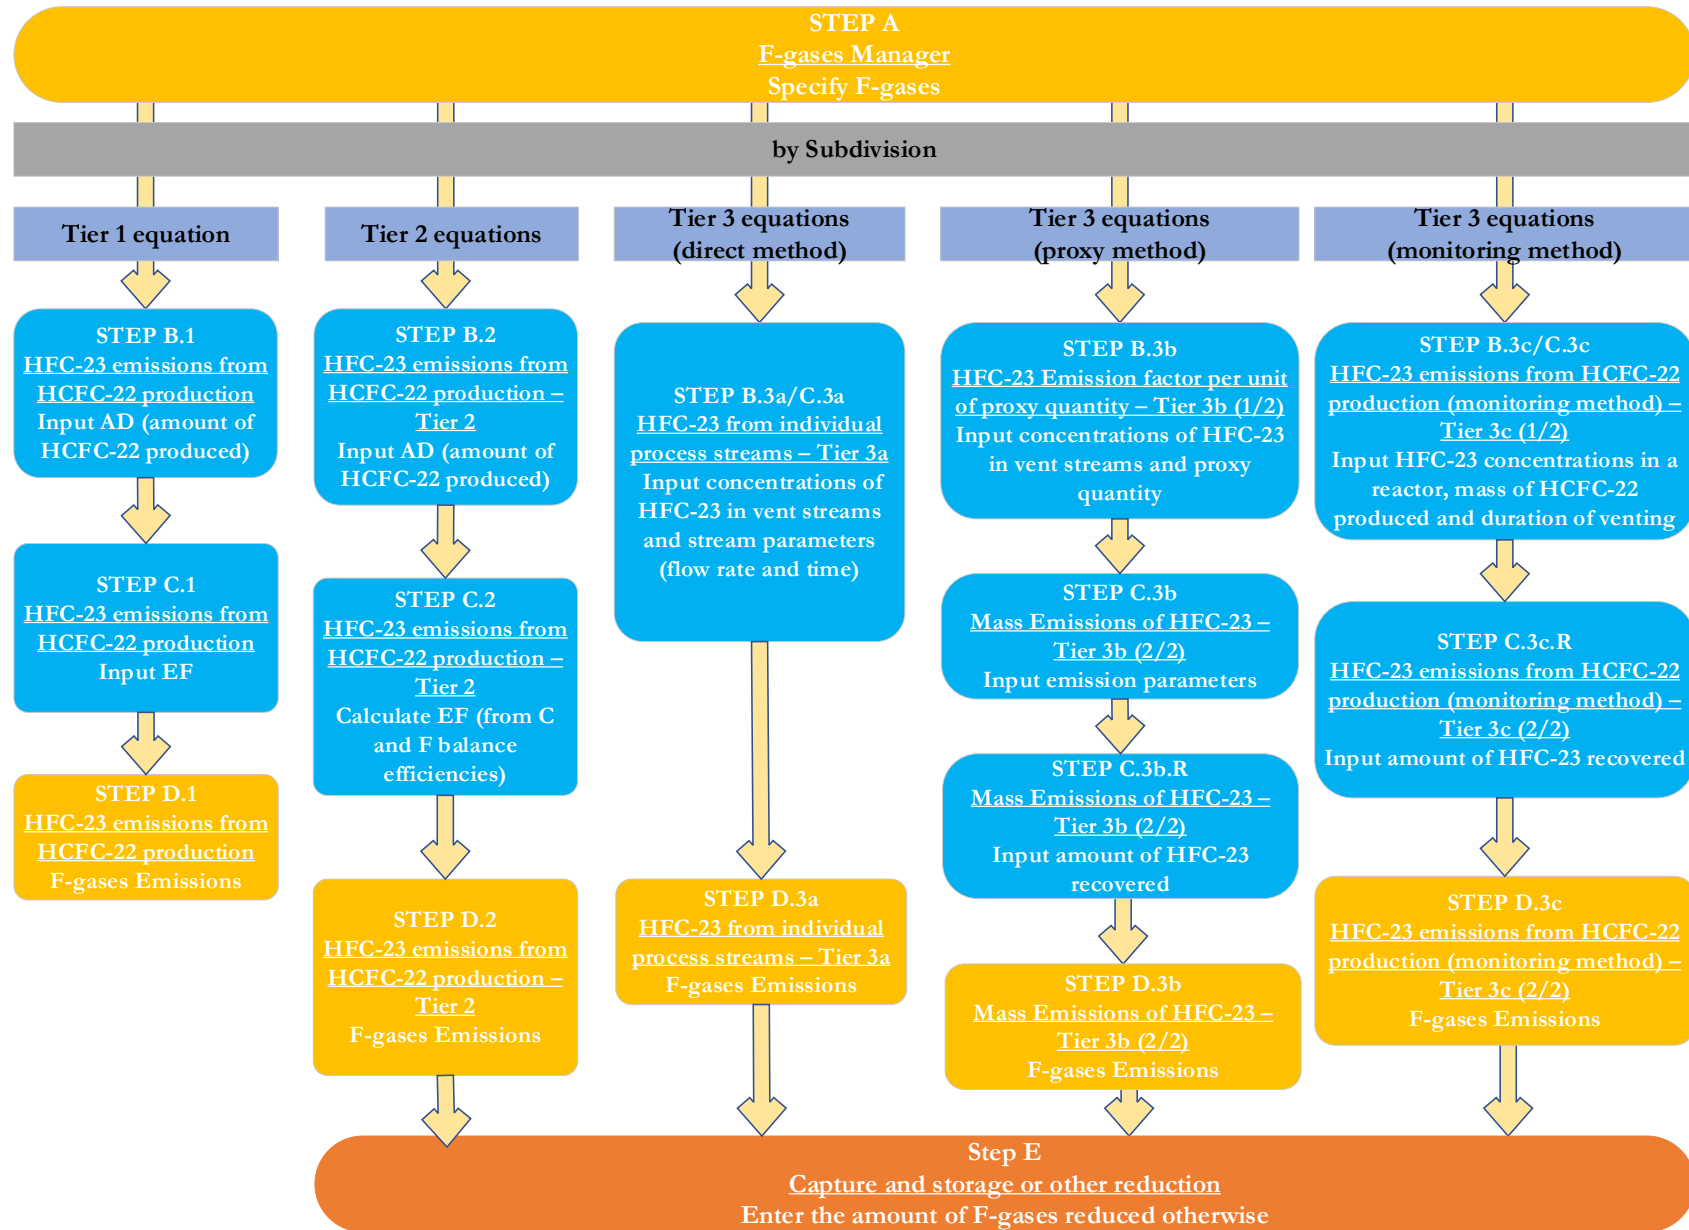 STEP A
F-gases Manager
Specify F-gases
by Subdivision
Tier 1 equation
Tier 2 equations
Tier 3 equations
(direct method)
Tier 3 equations
(proxy method)
Tier 3 equations
(monitoring method)
STEP B.1
HFC-23 emissions from
HCFC-22 production
Input AD (amount of
HCFC-22 produced)
STEP C.1
HFC-23 emissions from
HCFC-22 production
Input EF
STEP D.1
HFC-23 emissions from
HCFC-22 production
F-gases Emissions
STEP B.2
HFC-23 emissions from
HCFC-22 production –
Tier 2
Input AD (amount of
HCFC-22 produced)
STEP C.2
HFC-23 emissions from
HCFC-22 production –
Tier 2
Calculate EF (from C
and F balance
efficiencies)
STEP D.2
HFC-23 emissions from
HCFC-22 production –
Tier 2
F-gases Emissions
STEP B.3a/C.3a
HFC-23 from individual
process streams – Tier 3a
Input concentrations of
HFC-23 in vent streams
and stream parameters
(flow rate and time)
STEP D.3a
HFC-23 from individual
process streams – Tier 3a
F-gases Emissions
STEP B.3b
HFC-23 Emission factor per unit
of proxy quantity – Tier 3b (1/2)
Input concentrations of HFC-23
in vent streams and proxy
quantity
STEP C.3b
Mass Emissions of HFC-23 –
Tier 3b (2/2)
Input emission parameters
STEP C.3b.R
Mass Emissions of HFC-23 –
Tier 3b (2/2)
Input amount of HFC-23
recovered
STEP D.3b
Mass Emissions of HFC-23 –
Tier 3b (2/2)
F-gases Emissions
STEP B.3c/C.3c
HFC-23 emissions from HCFC-22
production (monitoring method) –
Tier 3c (1/2)
Input HFC-23 concentrations in a
reactor, mass of HCFC-22
produced and duration of venting
STEP C.3c.R
HFC-23 emissions from HCFC-22
production (monitoring method) –
Tier 3c (2/2)
Input amount of HFC-23 recovered
STEP D.3c
HFC-23 emissions from HCFC-22
production (monitoring method) –
Tier 3c (2/2)
F-gases Emissions
Step E
Capture and storage or other reduction
Enter the amount of F-gases reduced otherwise